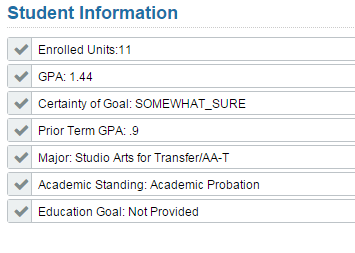 Student Information
Enrolled Units:11
GPA: 1.44
Certainty of Goal: SOMEWHAT_SURE
Prior Term GPA: .9
Major: Studio Arts for Transfer/AA-T
Academic Standing: Academic Probation
Education Goal: Not Provided